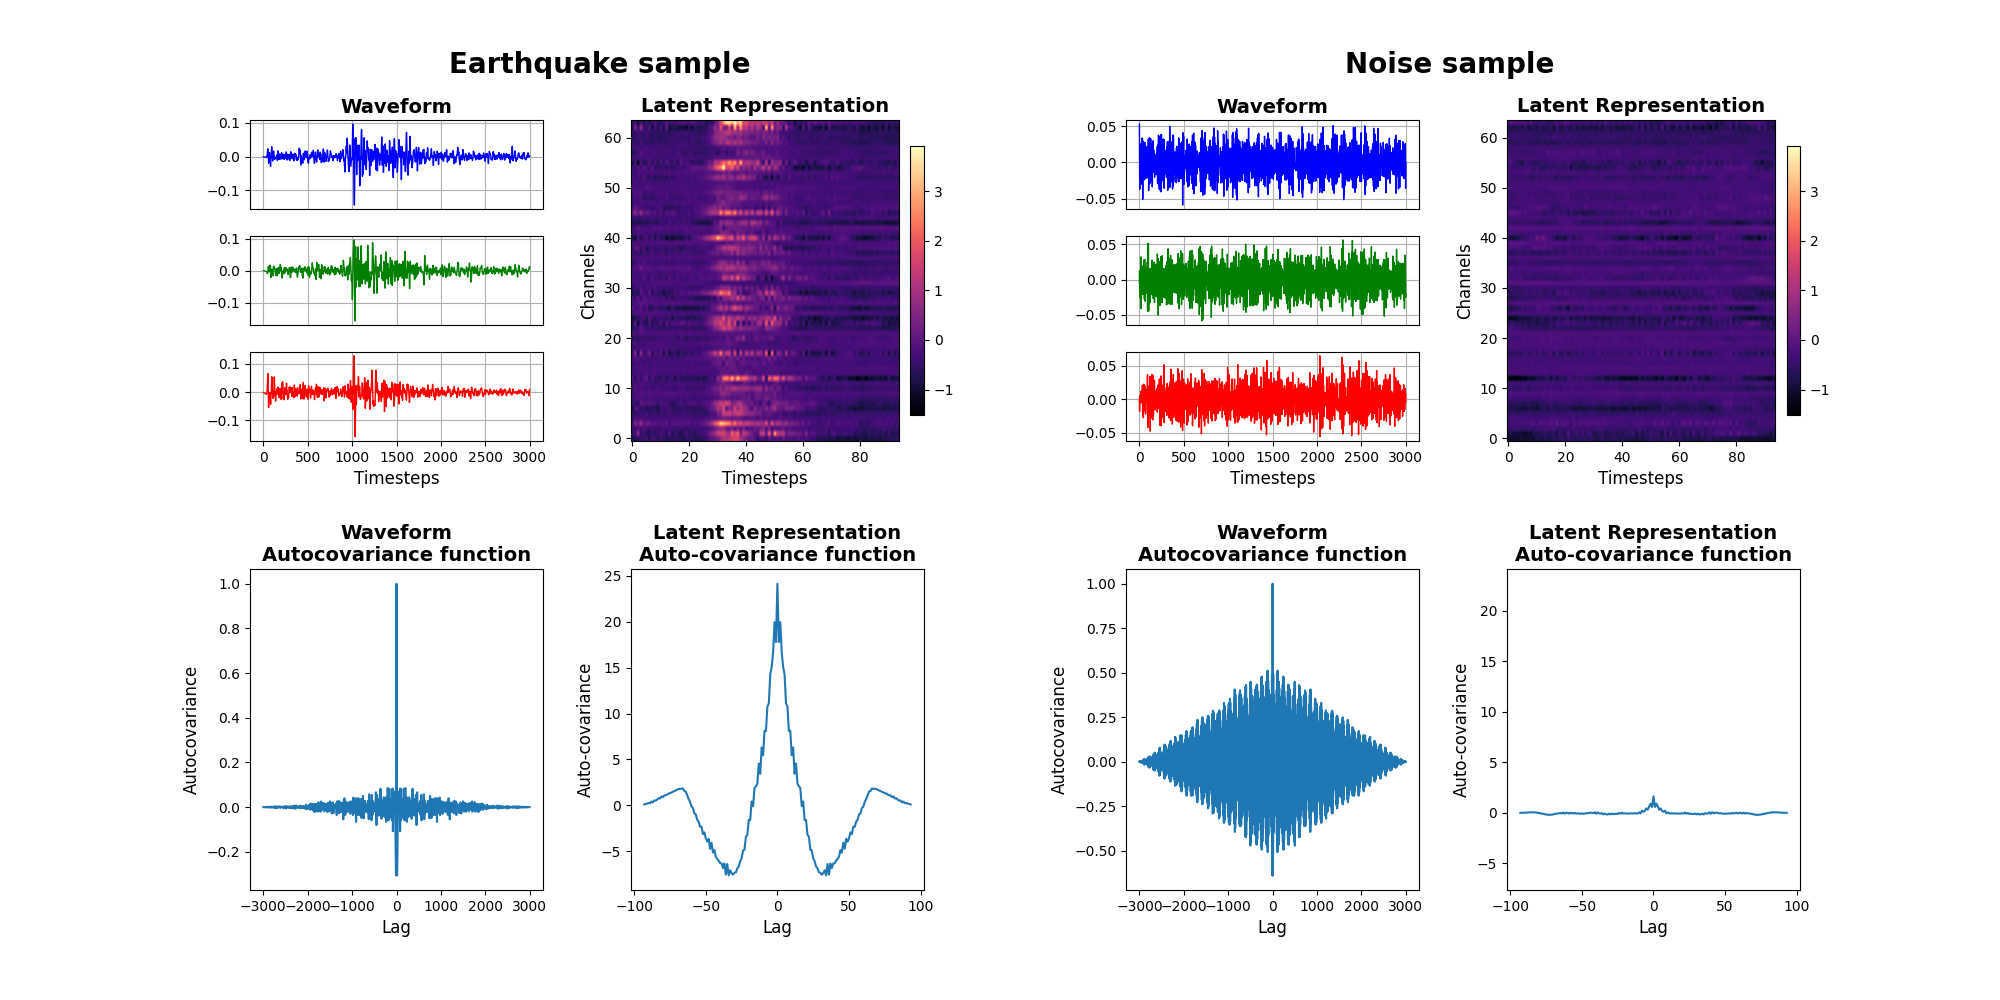 Earthquake sample
Noise sample
Waveform
Latent Representation
Waveform
Latent Representation
0.1
0.0
−0.1
0.1
0.0
−0.1
0.1
0.0
−0.1
0 500 1000 1500 2000 2500 3000
Timesteps
Channels
60
50
40
30
20
10
0
0 20 40 60 80
Timesteps
3
2
1
0
−1
0.05
0.00
−0.05
0.05
0.00
−0.05
0.05
0.00
−0.05
0 500 1000 1500 2000 2500 3000
Timesteps
Channels
60
50
40
30
20
10
0
0 20 40 60 80
Timesteps
3
2
1
0
−1
Waveform
Autocovariance function
Autocovariance
1.0
0.8
0.6
0.4
0.2
0.0
−0.2
−3000 −2000 −1000 0 1000 2000 3000
Lag
Latent Representation
Auto-covariance function
Auto-covariance
25
20
15
10
5
0
−5
−100 −50 0 50 100
Lag
Waveform
Autocovariance function
Autocovariance
1.00
0.75
0.50
0.25
0.00
−0.25
−0.50
−3000 −2000 −1000 0 1000 2000 3000
Lag
Latent Representation
Auto-covariance function
Auto-covariance
20
15
10
5
0
−5
−100 −50 0 50 100
Lag